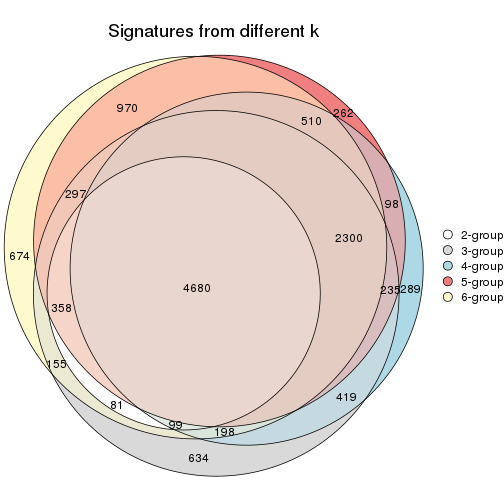 Signatures from different k
970
510
262
297
98
2300
674
4680
235
289
358
155
81
419
99
198
634
2-group
3-group
4-group
5-group
6-group